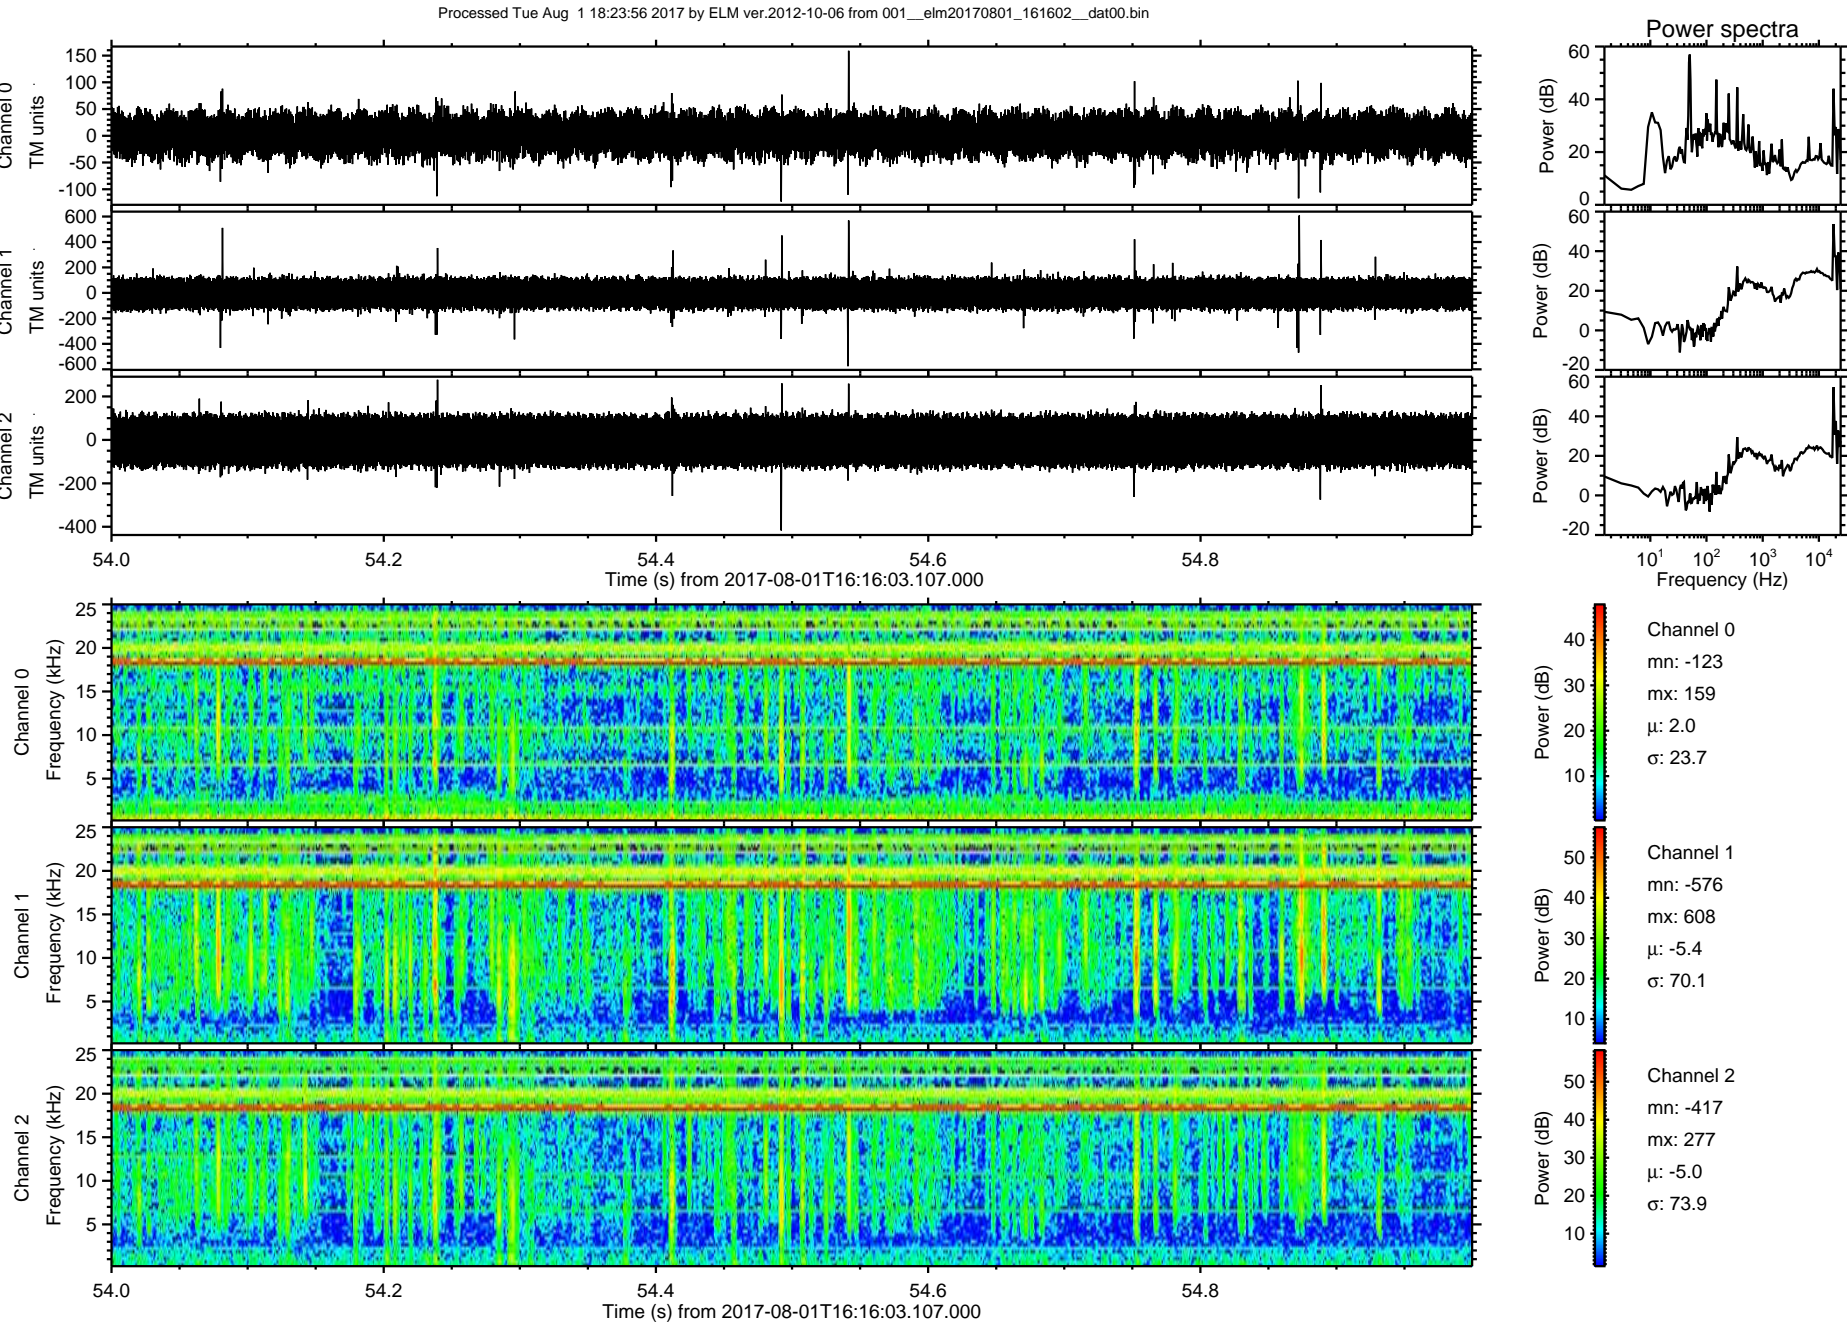 Processed Tue Aug  1 18:23:56 2017 by ELM ver.2012-10-06 from 001__elm20170801_161602__dat00.bin
Power spectra
Channel 0
TM units
150
100
50
0
-50
-100
Power (dB)
60
40
20
0
Channel 1
TM units
600
400
200
0
-200
-400
-600
Power (dB)
60
40
20
0
-20
Channel 2
TM units
200
0
-200
-400
Power (dB)
60
40
20
0
-20
54.0 54.2 54.4 54.6 54.8
Time (s) from 2017-08-01T16:16:03.107.000
10^1 10^2 10^3 10^4
Frequency (Hz)
Channel 0
Frequency (kHz)
25
20
15
10
5
Power (dB)
40
30
20
10
Channel 0
mn: -123
mx: 159
μ: 2.0
σ: 23.7
Channel 1
Frequency (kHz)
25
20
15
10
5
Power (dB)
50
40
30
20
10
Channel 1
mn: -576
mx: 608
μ: -5.4
σ: 70.1
Channel 2
Frequency (kHz)
25
20
15
10
5
Power (dB)
50
40
30
20
10
Channel 2
mn: -417
mx: 277
μ: -5.0
σ: 73.9
54.0 54.2 54.4 54.6 54.8
Time (s) from 2017-08-01T16:16:03.107.000